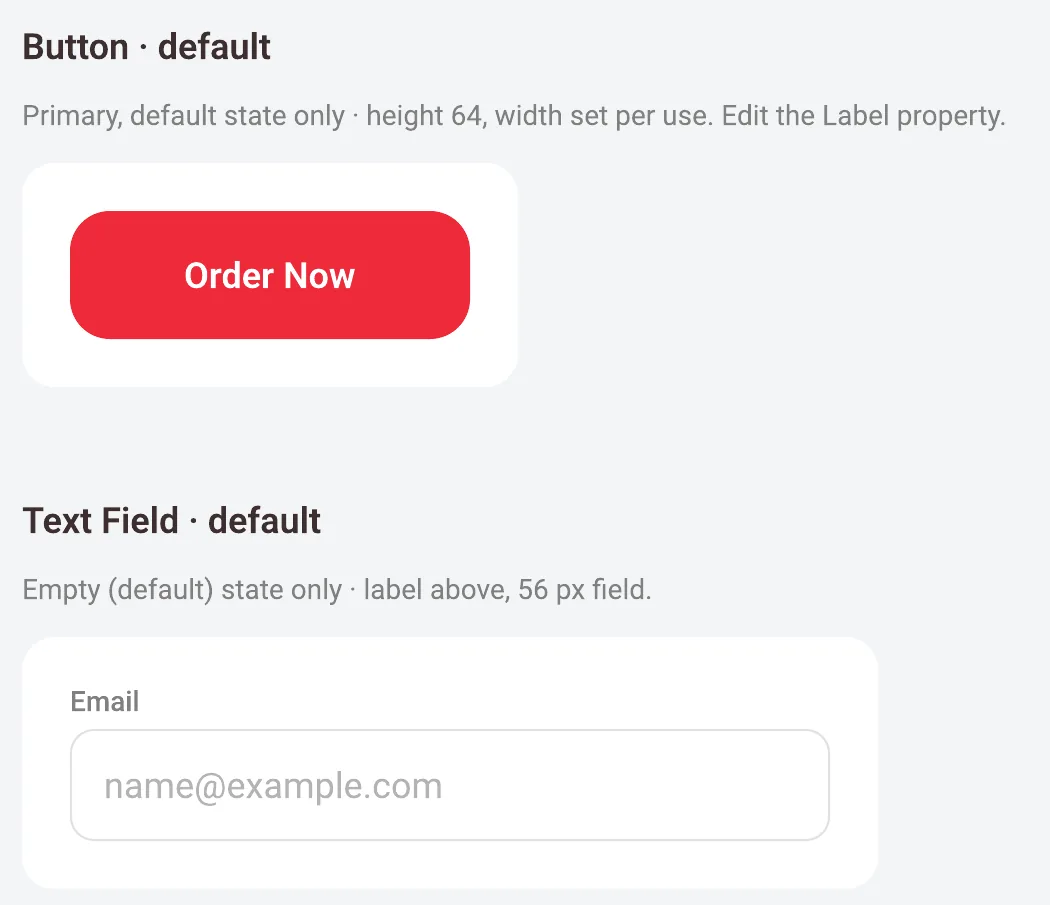 Button · default
Primary, default state only · height 64, width set per use. Edit the Label property.
Order Now
Text Field · default
Empty (default) state only · label above, 56 px field.
Email
name@example.com